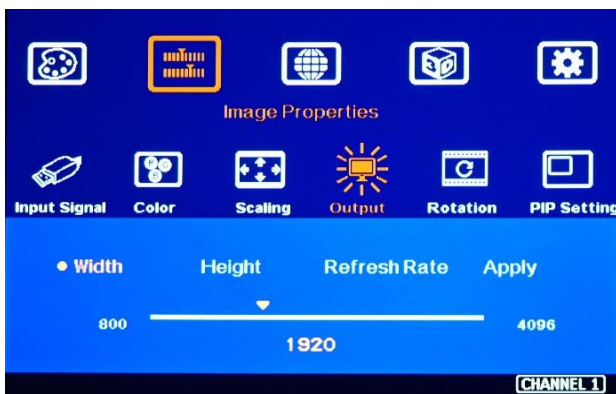 3D
Image Properties
Input Signal Color Scaling Output Rotation PIP Setting
Width Height Refresh Rate Apply
800 4096
1920
CHANNEL 1